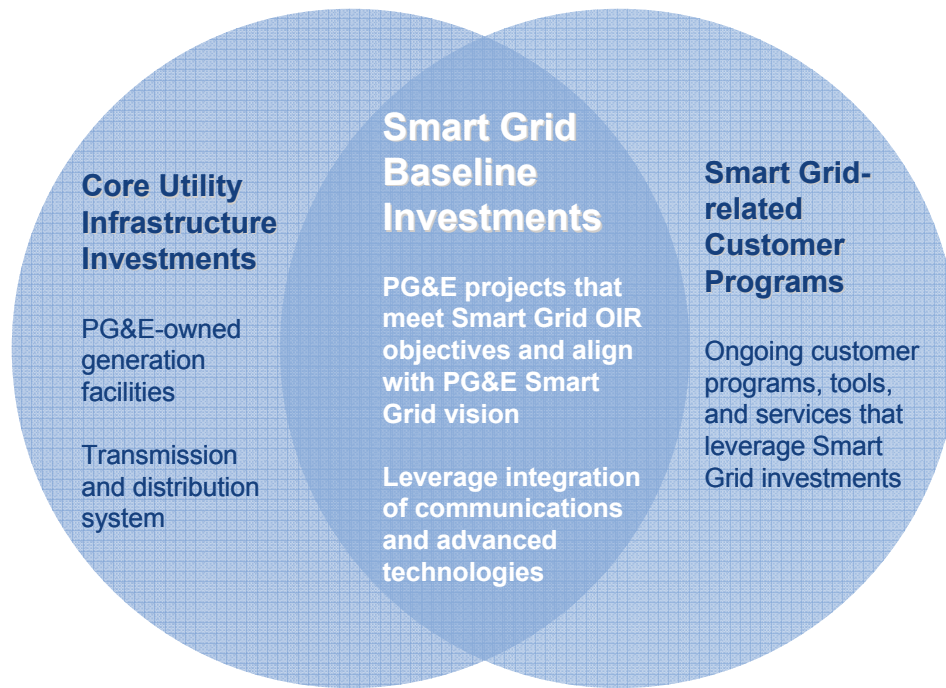 Core Utility
Infrastructure
Investments
PG&E-owned
generation
facilities
Transmission
and distribution
system
Smart Grid
Baseline
Investments
PG&E projects that
meet Smart Grid OIR
objectives and align
with PG&E Smart
Grid vision
Leverage integration
of communications
and advanced
technologies
Smart Grid-
related
Customer
Programs
Ongoing customer
programs, tools,
and services that
leverage Smart
Grid investments